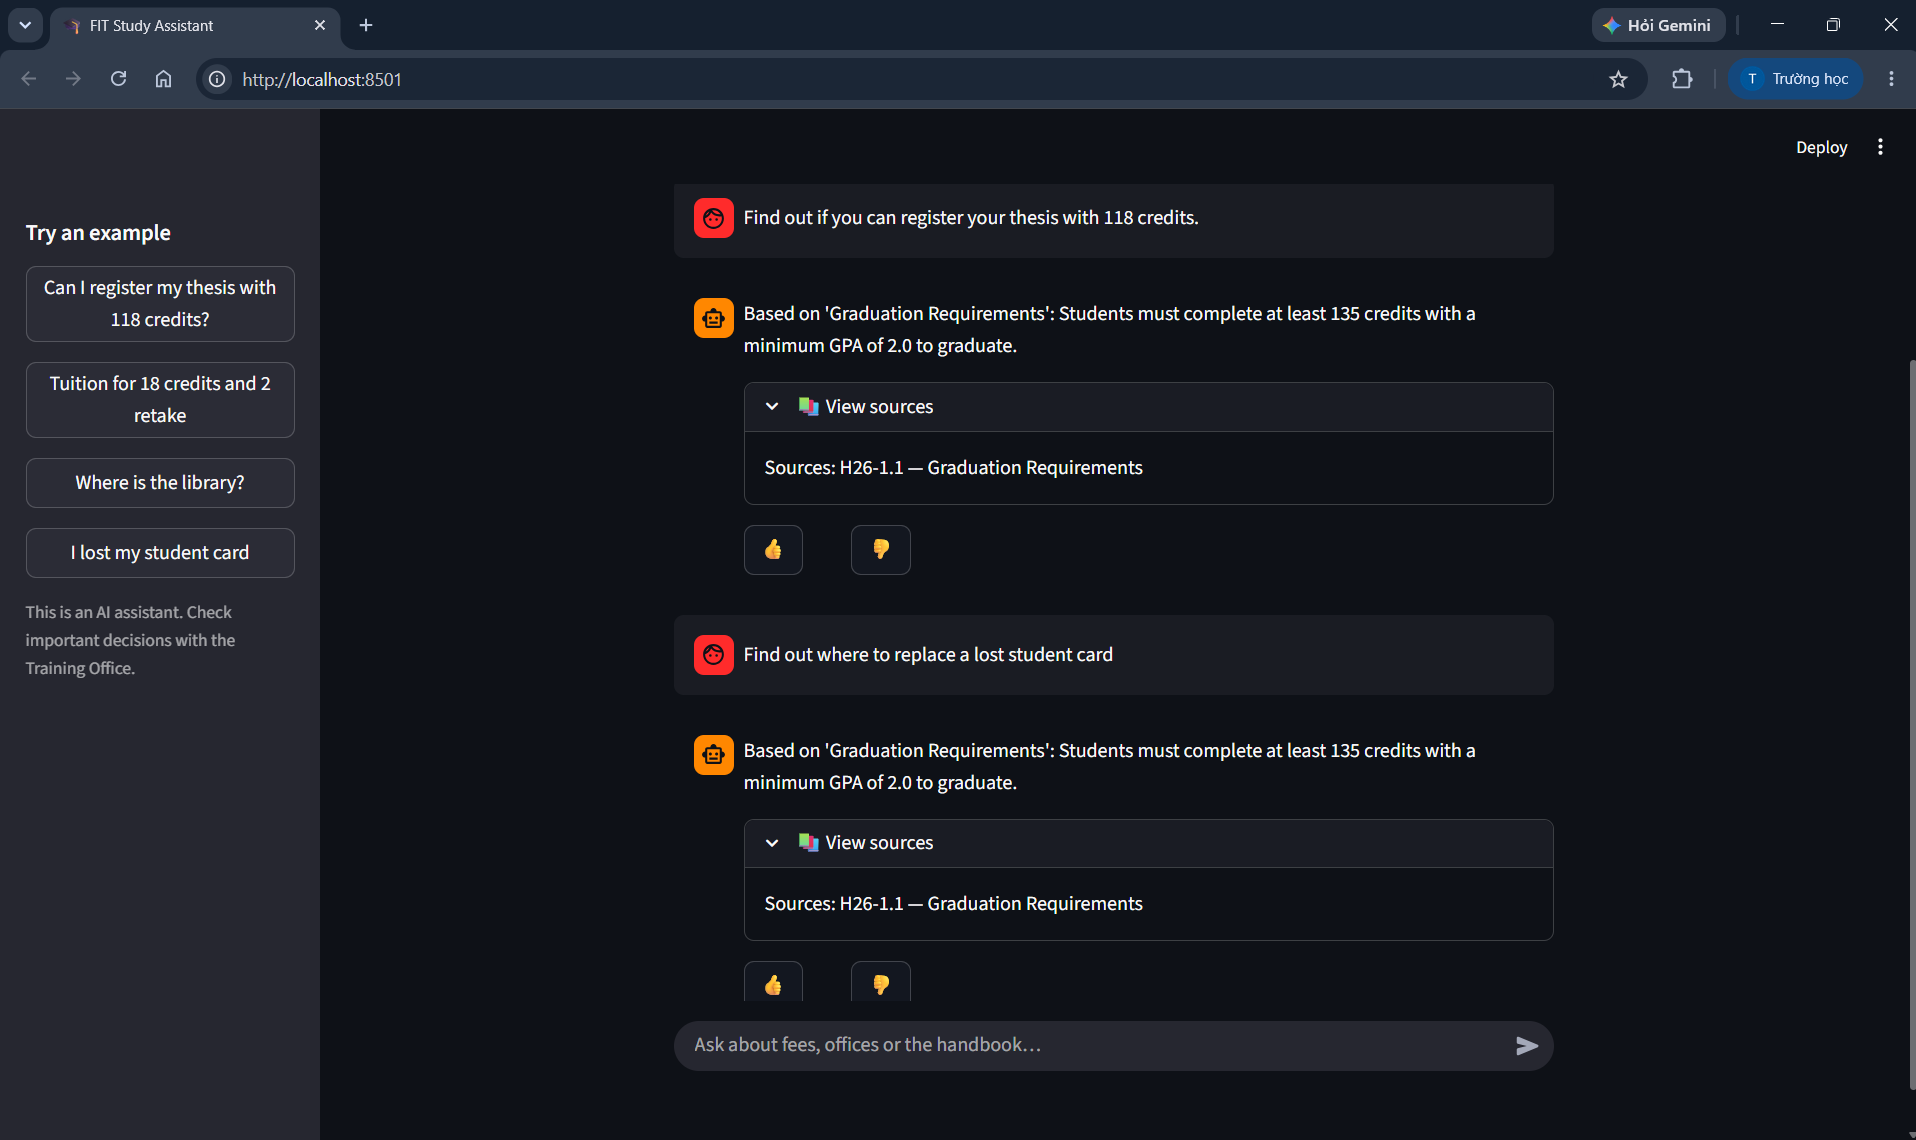 FIT Study Assistant
Hỏi Gemini
http://localhost:8501
T Trường học
Deploy
Try an example
Can I register my thesis with
118 credits?
Tuition for 18 credits and 2
retake
Where is the library?
I lost my student card
This is an AI assistant. Check
important decisions with the
Training Office.
Find out if you can register your thesis with 118 credits.
Based on 'Graduation Requirements': Students must complete at least 135 credits with a
minimum GPA of 2.0 to graduate.
View sources
Sources: H26-1.1 — Graduation Requirements
Find out where to replace a lost student card
Based on 'Graduation Requirements': Students must complete at least 135 credits with a
minimum GPA of 2.0 to graduate.
View sources
Sources: H26-1.1 — Graduation Requirements
Ask about fees, offices or the handbook…